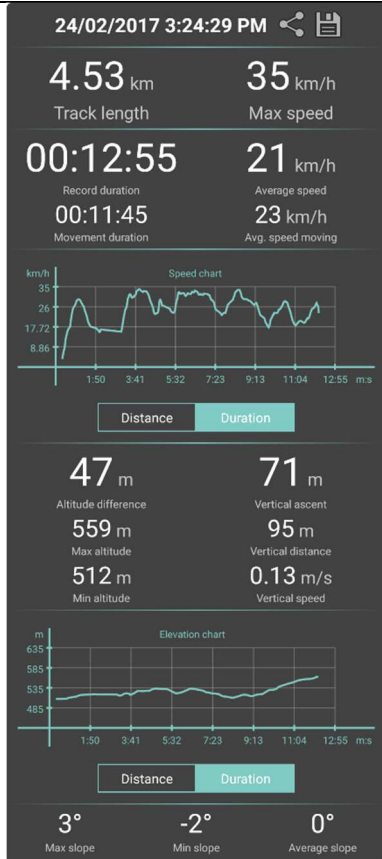 24/02/2017 3:24:29 PM
4.53 km 35 km/h
Track length Max speed
00:12:55 21 km/h
Record duration Average speed
00:11:45 23 km/h
Movement duration Avg. speed moving
km/h Speed chart
35
26
17.72
8.86
1:50 3:41 5:32 7:23 9:13 11:04 12:55 m:s
Distance Duration
47 m 71 m
Altitude difference Vertical ascent
559 m 95 m
Max altitude Vertical distance
512 m 0.13 m/s
Min altitude Vertical speed
m Elevation chart
635
585
535
485
1:50 3:41 5:32 7:23 9:13 11:04 12:55 m:s
Distance Duration
3° -2° 0°
Max slope Min slope Average slope